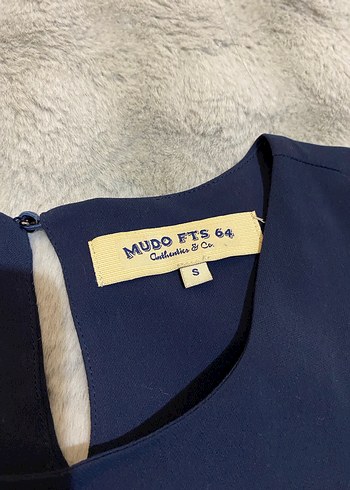 MUDO FTS 64
Authentics & Co.
S